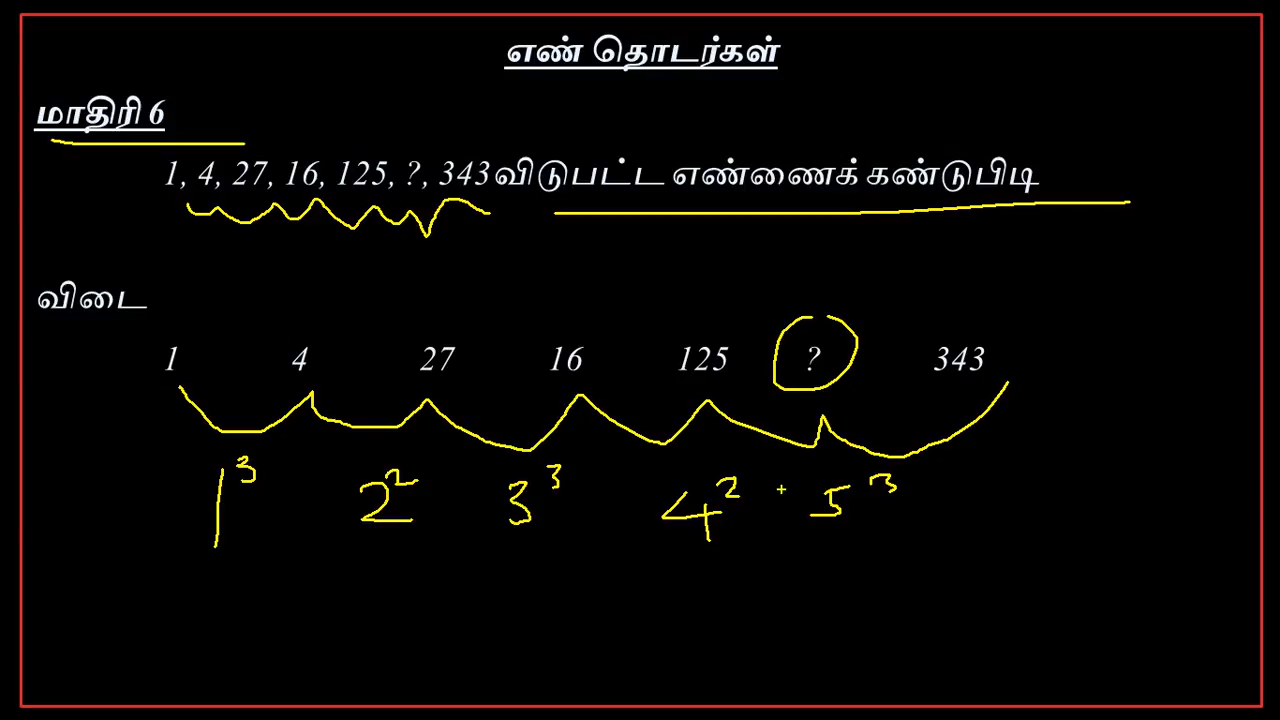 எண் தொடர்கள்
மாதிரி 6
1, 4, 27, 16, 125, ?, 343 விடுபட்ட எண்ணைக் கண்டுபிடி
விடை
1 4 27 16 125 ? 343
1³ 2² 3³ 4² 5³